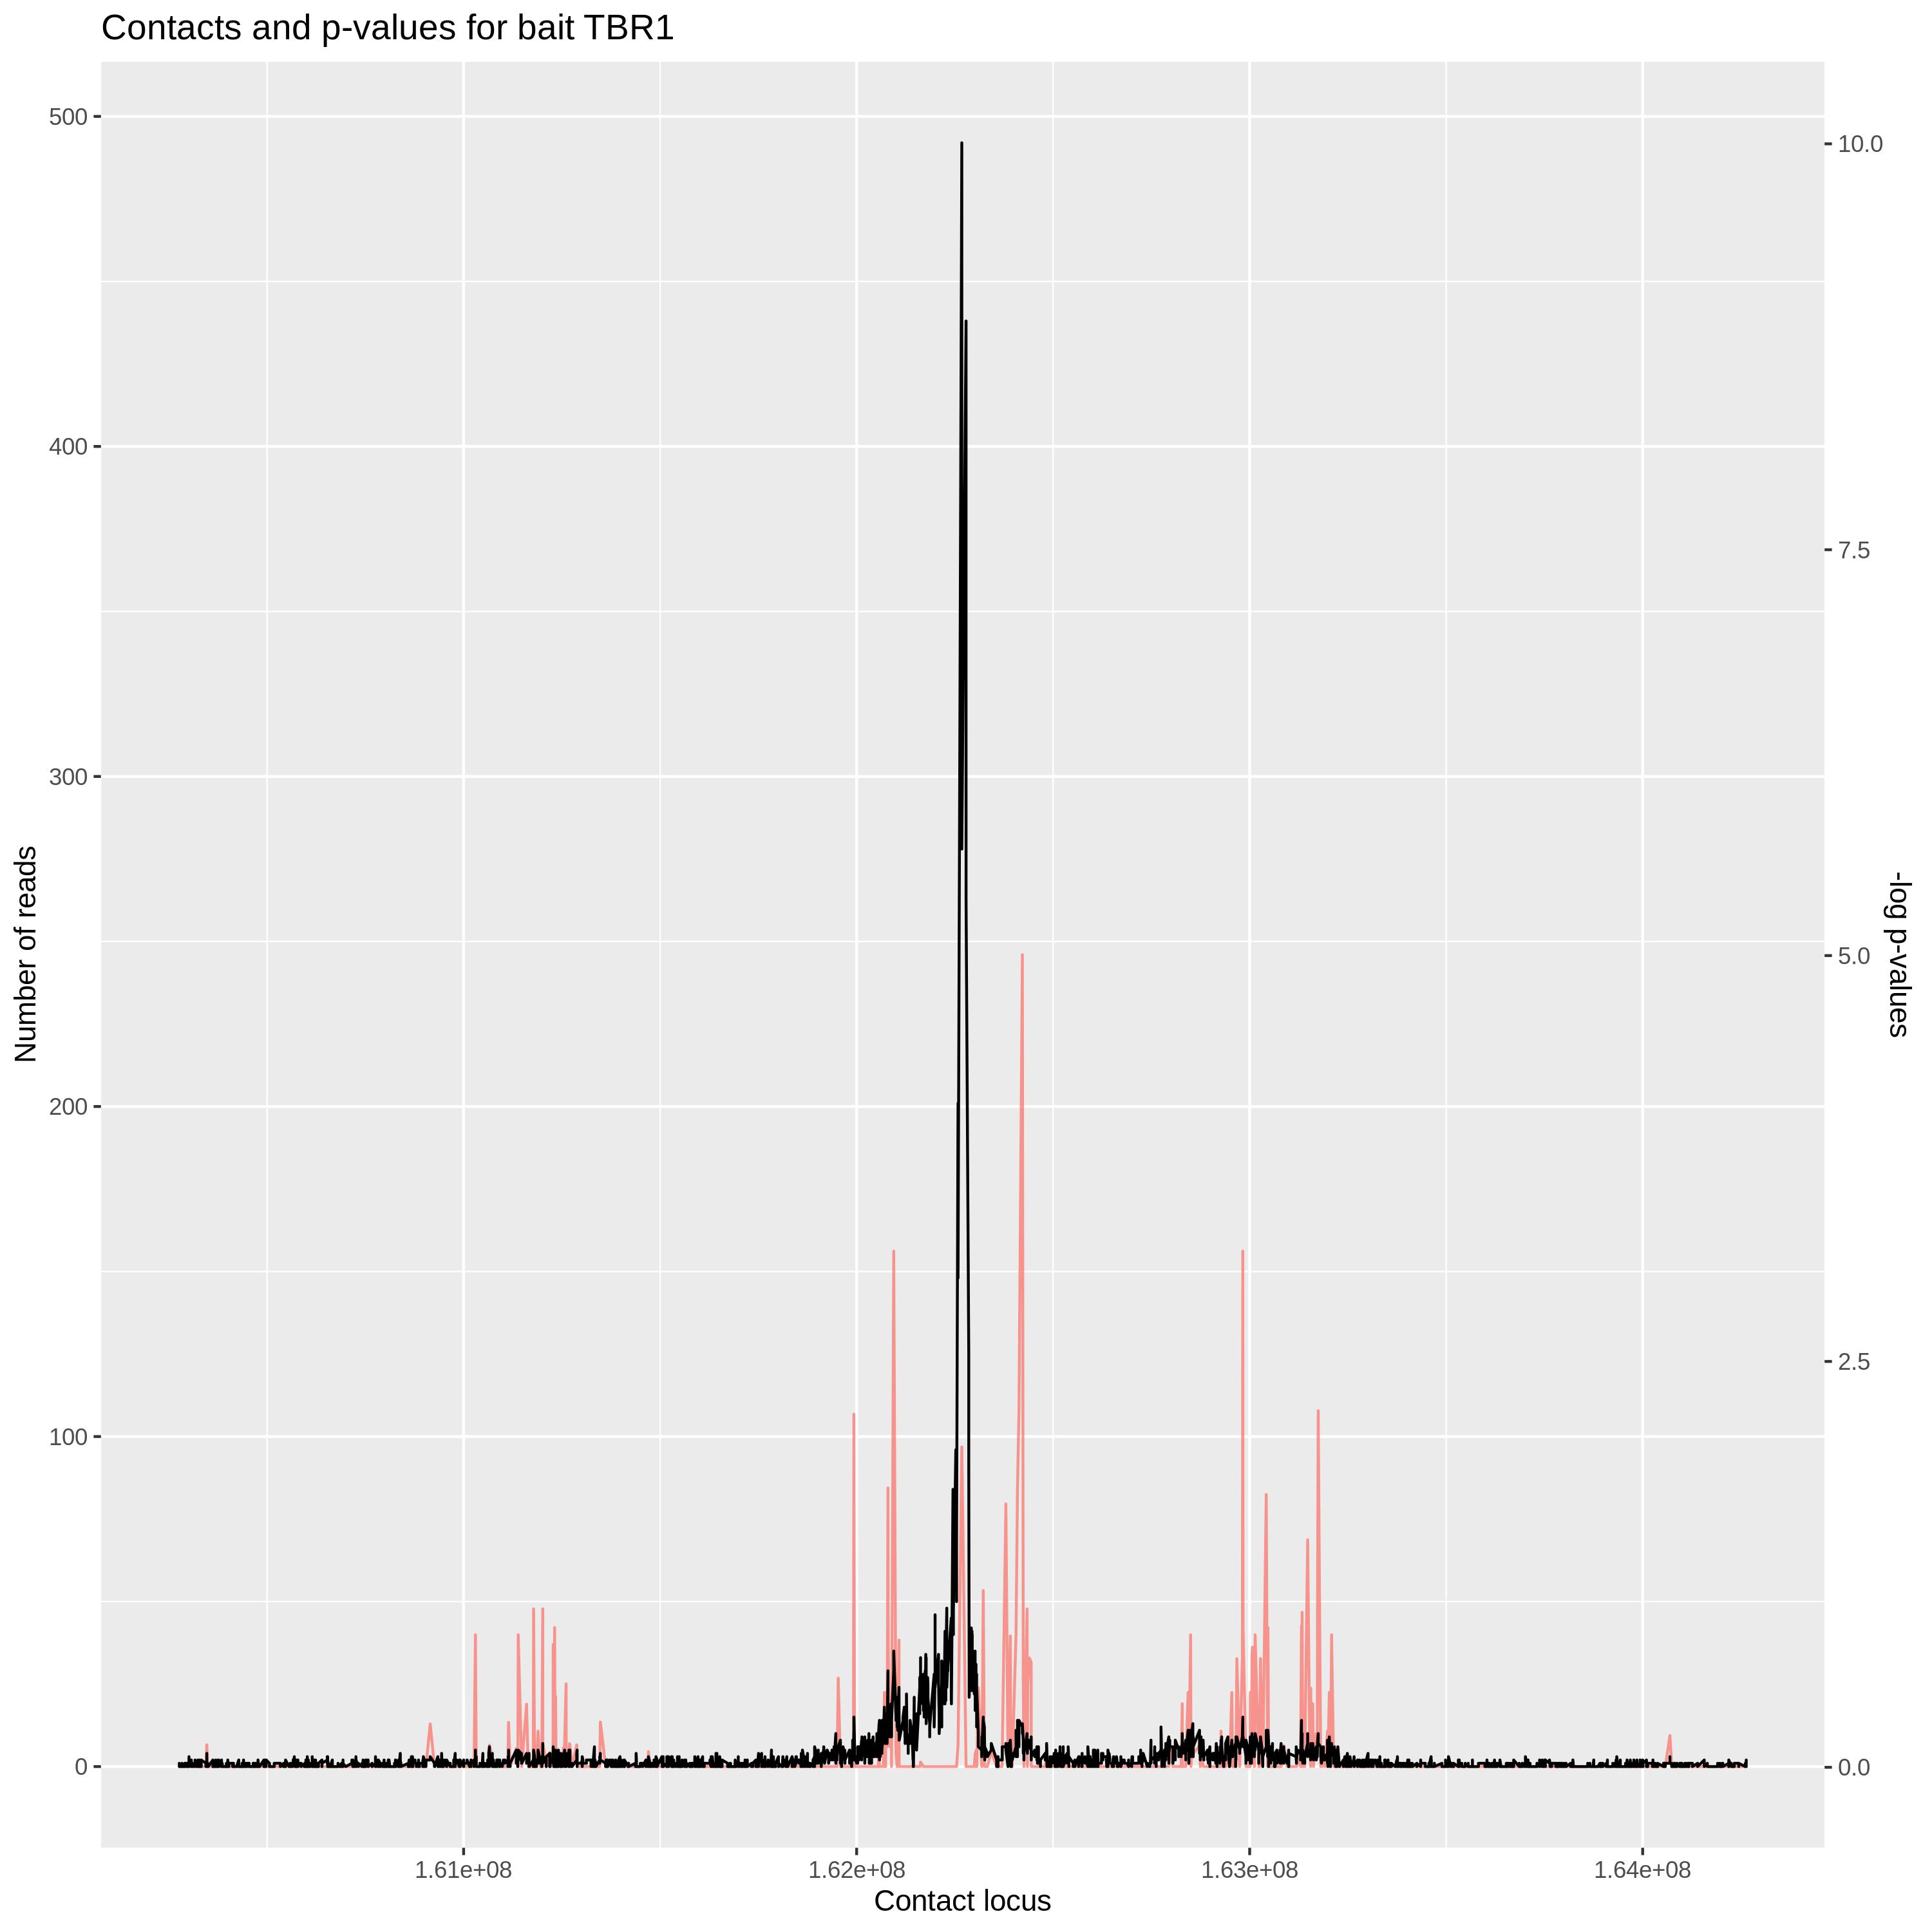 Contacts and p-values for bait TBR1
500
400
300
200
100
0
Number of reads
10.0
7.5
5.0
2.5
0.0
-log p-values
1.61e+08
1.62e+08
1.63e+08
1.64e+08
Contact locus